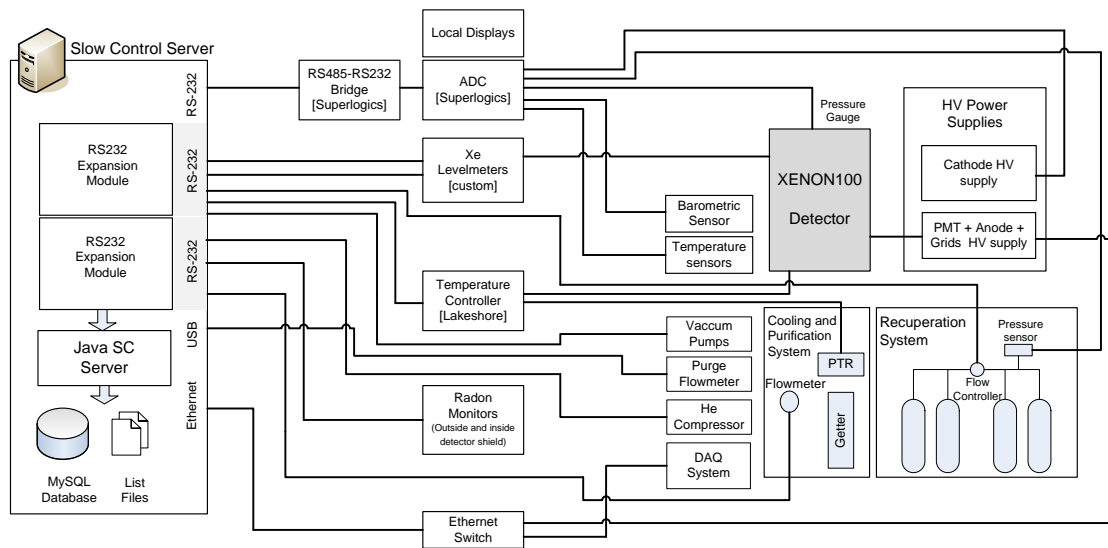 Slow Control Server
RS-232
RS232
Expansion
Module
RS-232
RS232
Expansion
Module
RS-232
USB
Java SC
Server
Ethernet
MySQL
Database
List
Files
RS485-RS232
Bridge
[Superlogics]
Local Displays
ADC
[Superlogics]
Xe
Levelmeters
[custom]
Temperature
Controller
[Lakeshore]
Radon
Monitors
(Outside and inside
detector shield)
Ethernet
Switch
Barometric
Sensor
Temperature
sensors
Vaccum
Pumps
Purge
Flowmeter
He
Compressor
DAQ
System
Pressure
Gauge
XENON100
Detector
HV Power
Supplies
Cathode HV
supply
PMT + Anode +
Grids HV supply
Cooling and
Purification
System
PTR
Flowmeter
Getter
Recuperation
System
Pressure
sensor
Flow
Controller